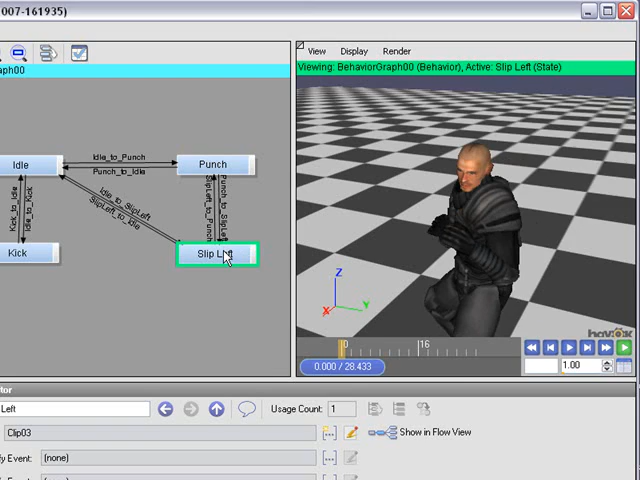 007-161935)
aph00
View Display Render
Viewing: BehaviorGraph00 (Behavior), Active: Slip Left (State)
Idle
Idle_to_Punch
Punch_to_Idle
Punch
Kick_to_Idle
Idle_to_Kick
Idle_to_SlipLeft
SlipLeft_to_Idle
SlipLeft_to_Punch
Punch_to_SlipLeft
Kick
Slip Left
Z
Y
X
havok
0
16
0.000 / 28.433
1.00
tor
Left
Usage Count: 1
Clip03
Show in Flow View
fy Event: (none)